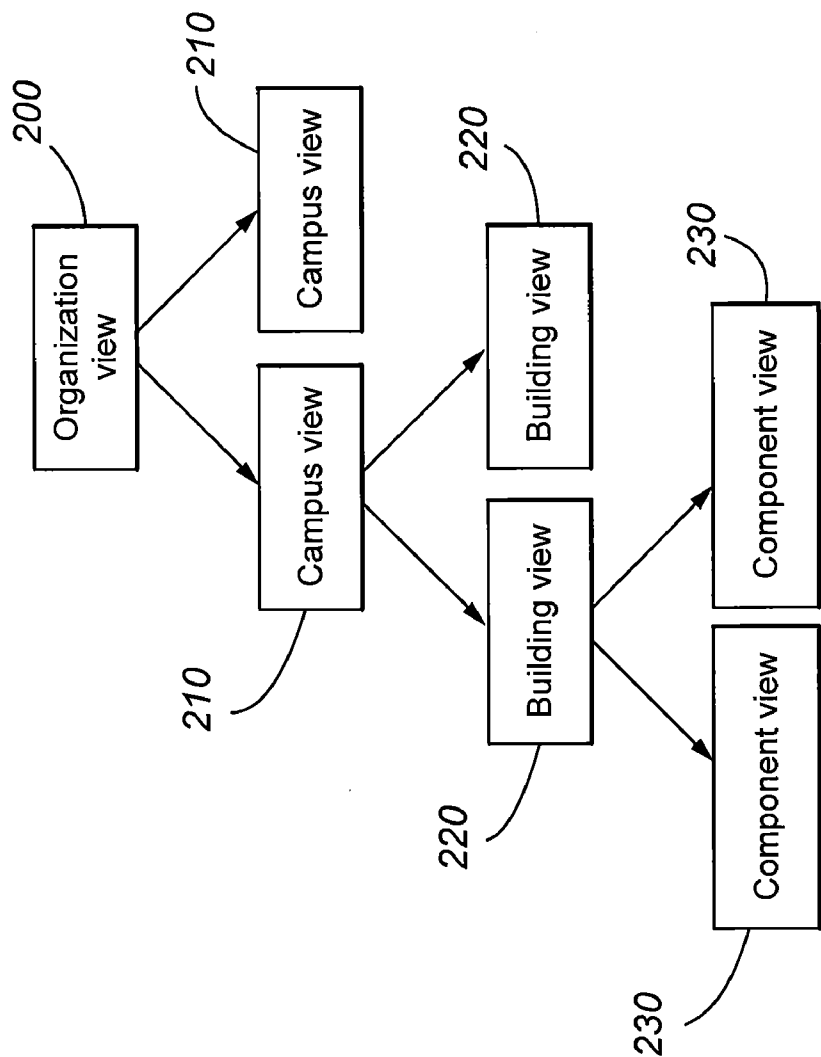 200
Organization
view
210
Campus view
210
Campus view
220
Building view
220
Building view
230
Component view
230
Component view